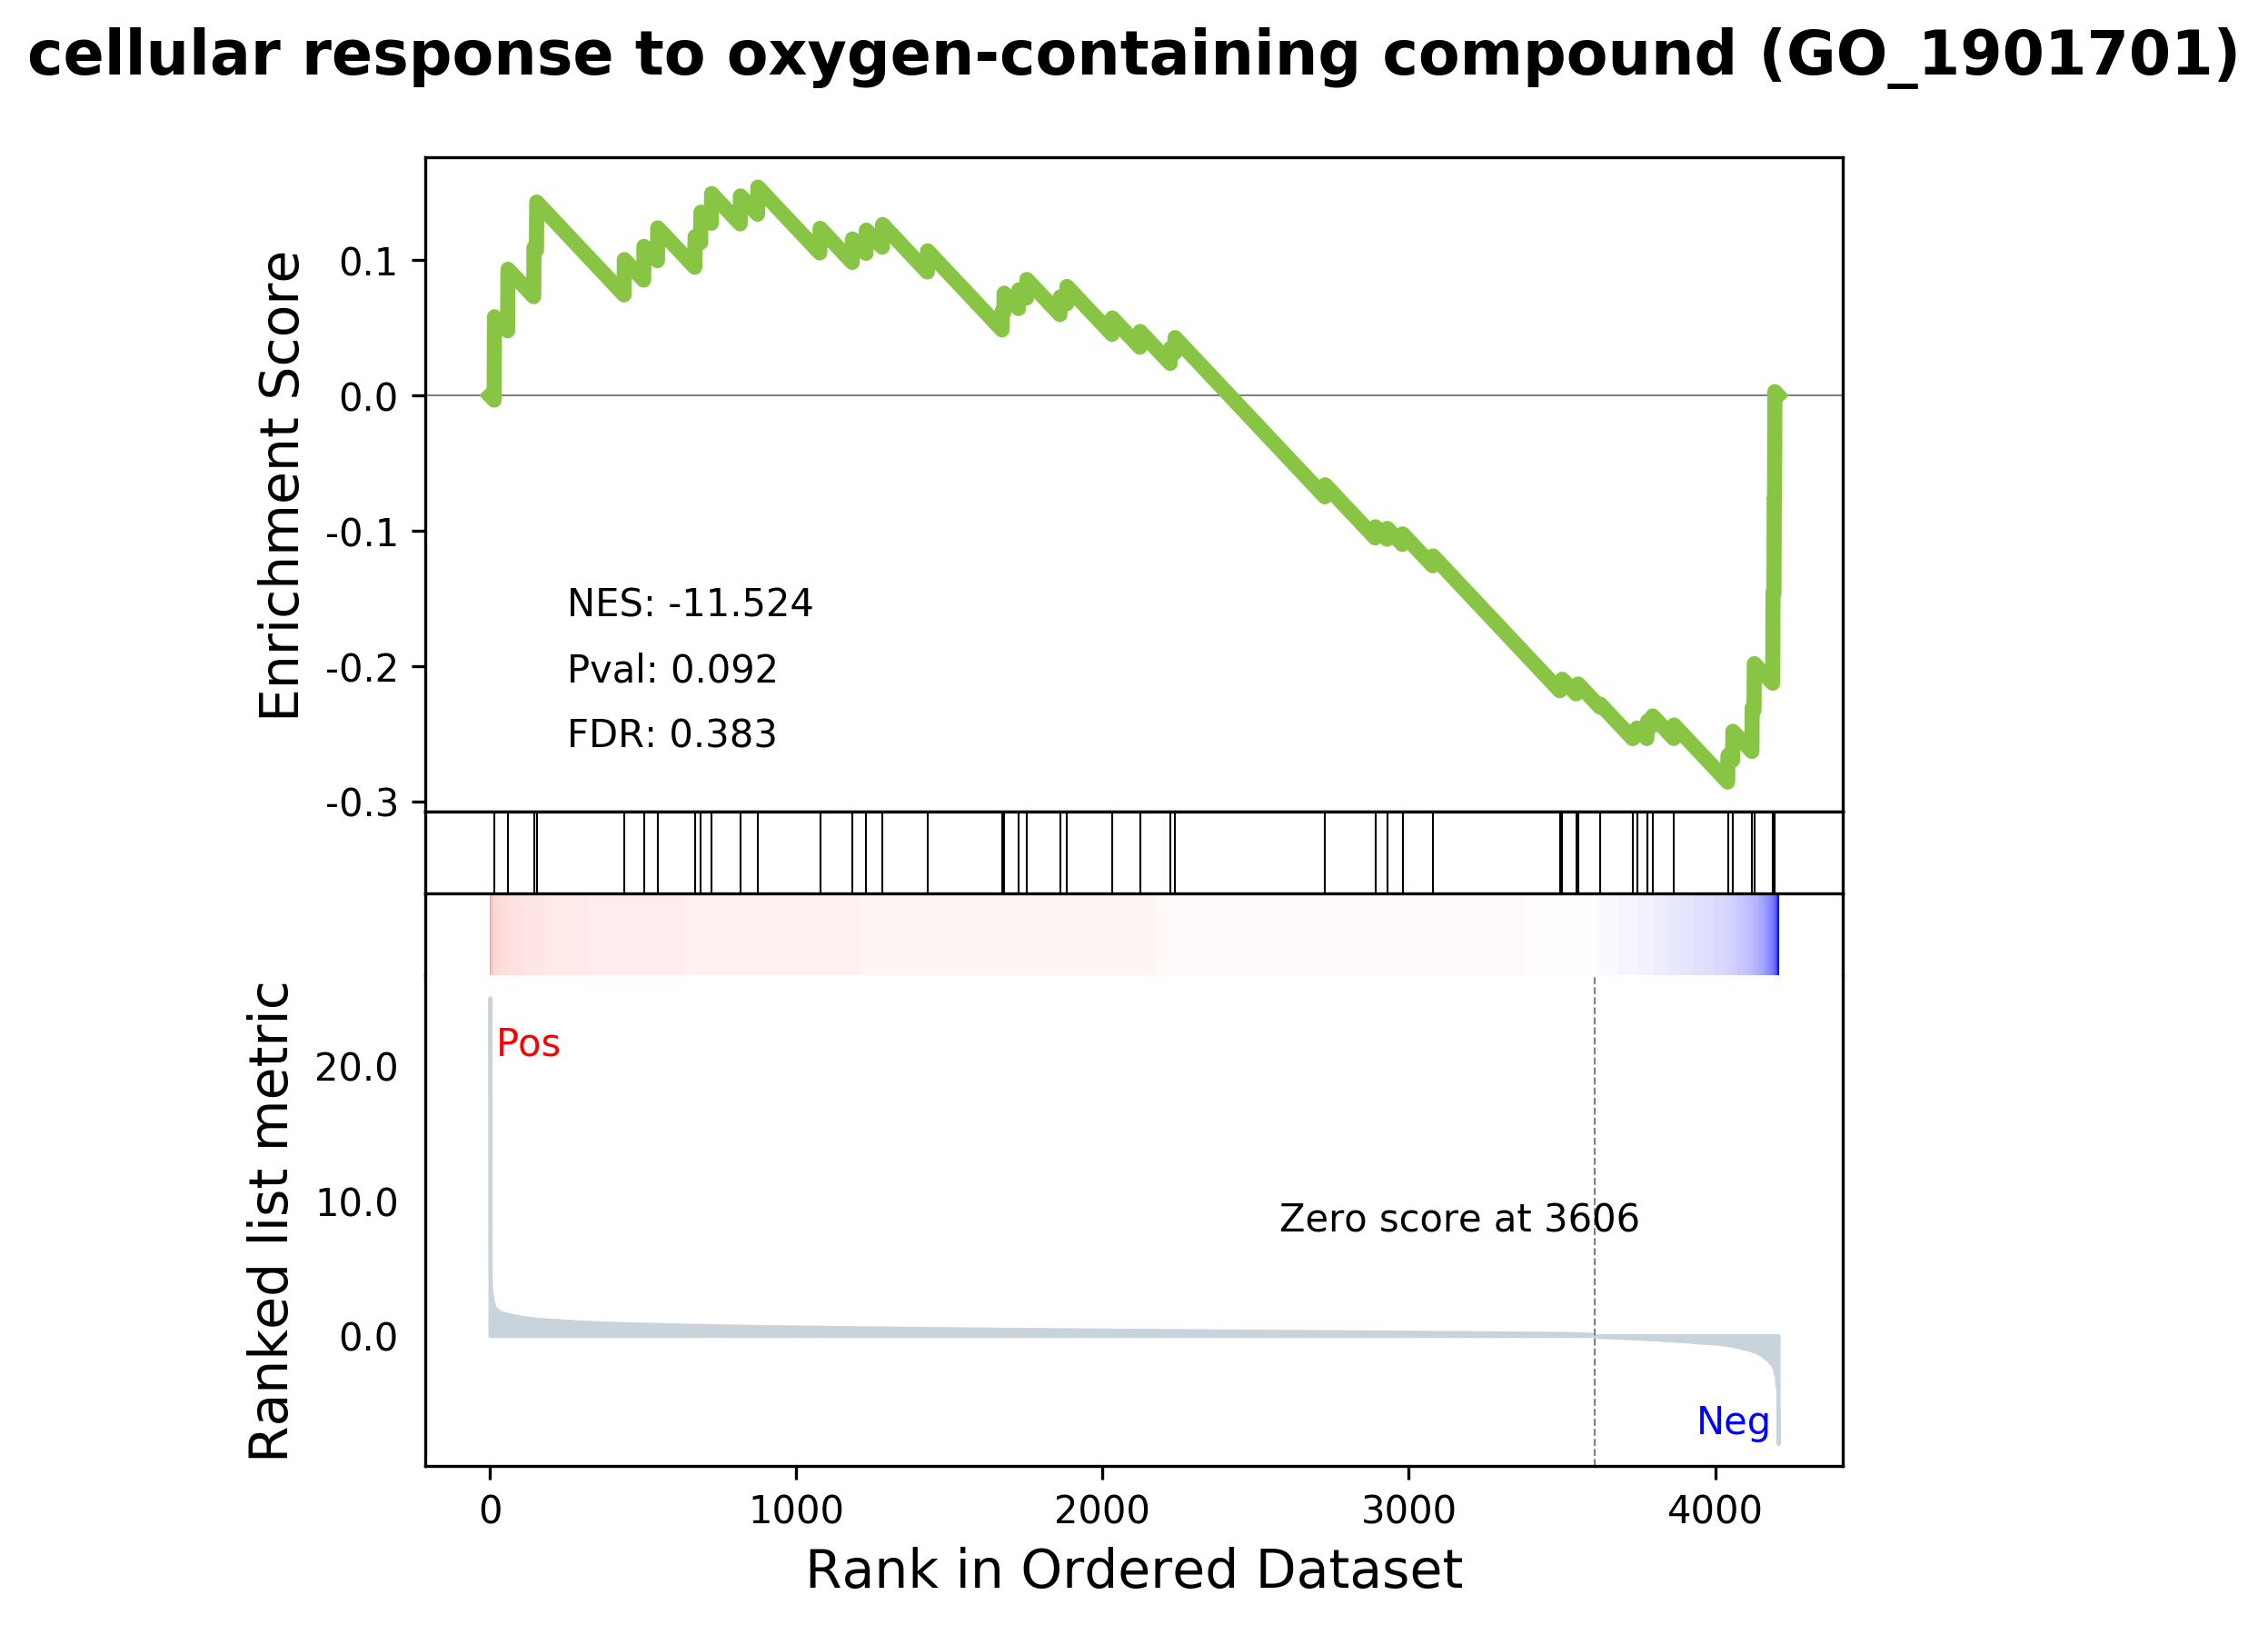 cellular response to oxygen-containing compound (GO_1901701)
Enrichment Score
0.1
0.0
-0.1
-0.2
-0.3
NES: -11.524
Pval: 0.092
FDR: 0.383
Ranked list metric
20.0
10.0
0.0
Pos
Zero score at 3606
Neg
0 1000 2000 3000 4000
Rank in Ordered Dataset